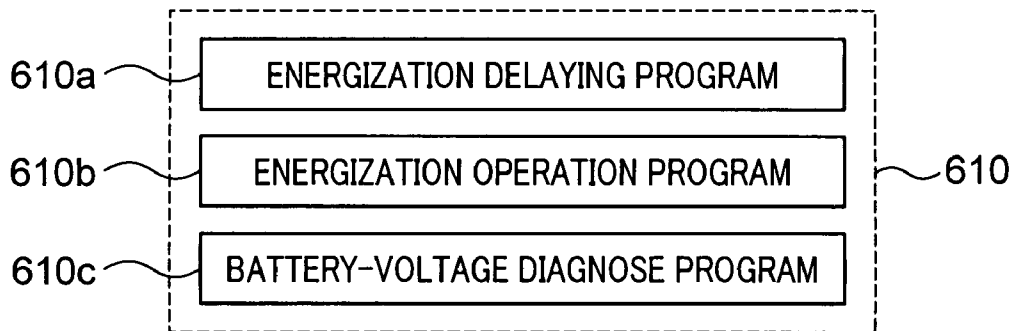 610a ENERGIZATION DELAYING PROGRAM
610b ENERGIZATION OPERATION PROGRAM 610
610c BATTERY-VOLTAGE DIAGNOSE PROGRAM